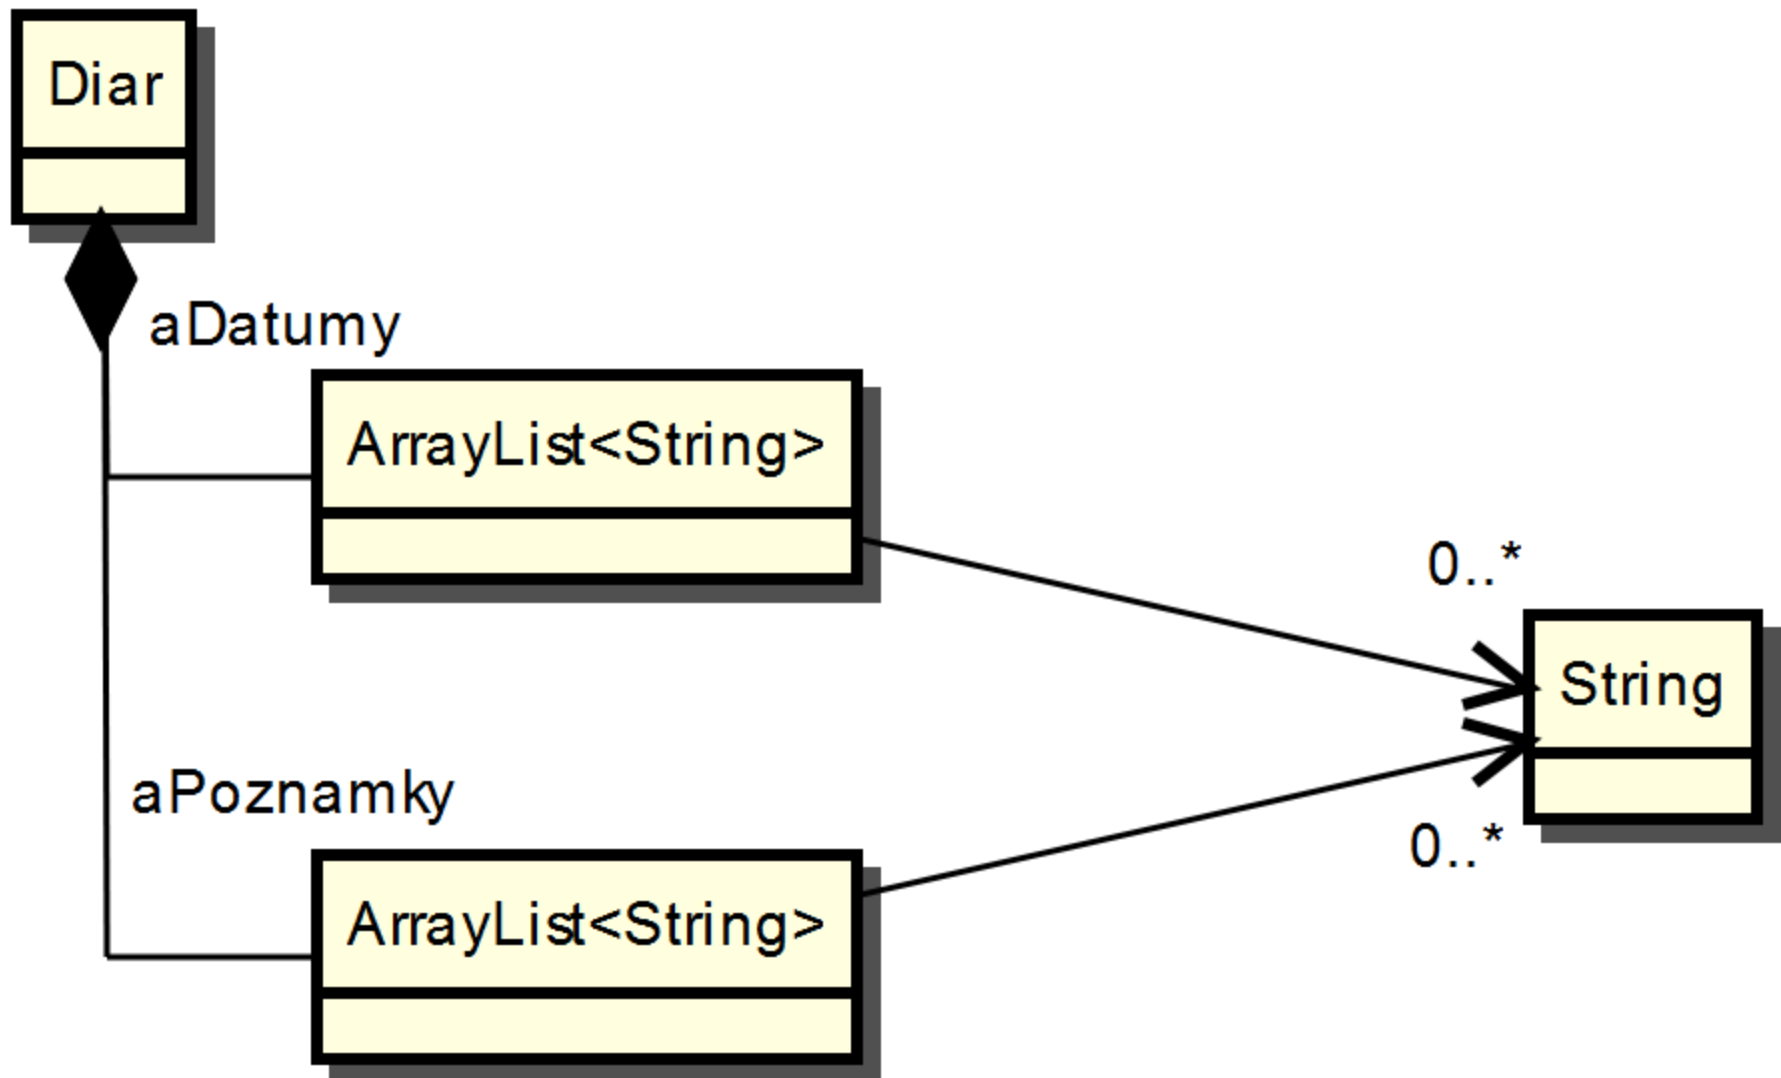 Diar
aDatumy
ArrayList<String>
0..*
String
aPoznamky
0..*
ArrayList<String>